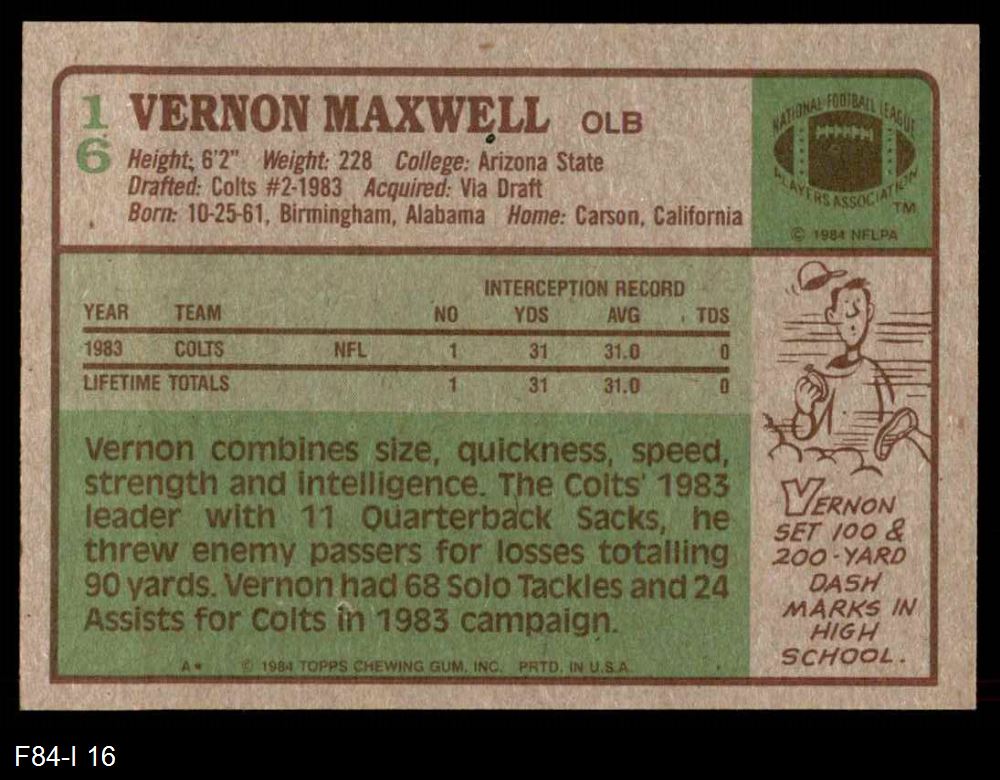 1
6
VERNON MAXWELL OLB
Height: 6'2" Weight: 228 College: Arizona State
Drafted: Colts #2-1983 Acquired: Via Draft
Born: 10-25-61, Birmingham, Alabama Home: Carson, California
NATIONAL FOOTBALL LEAGUE
PLAYERS ASSOCIATION
TM
© 1984 NFLPA
INTERCEPTION RECORD
YEAR TEAM NO YDS AVG TDS
1983 COLTS NFL 1 31 31.0 0
LIFETIME TOTALS 1 31 31.0 0
Vernon combines size, quickness, speed,
strength and intelligence. The Colts' 1983
leader with 11 Quarterback Sacks, he
threw enemy passers for losses totalling
90 yards. Vernon had 68 Solo Tackles and 24
Assists for Colts in 1983 campaign.
A* © 1984 TOPPS CHEWING GUM, INC. PRTD. IN U.S.A.
VERNON
SET 100 &
200-YARD
DASH
MARKS IN
HIGH
SCHOOL.
F84-I 16